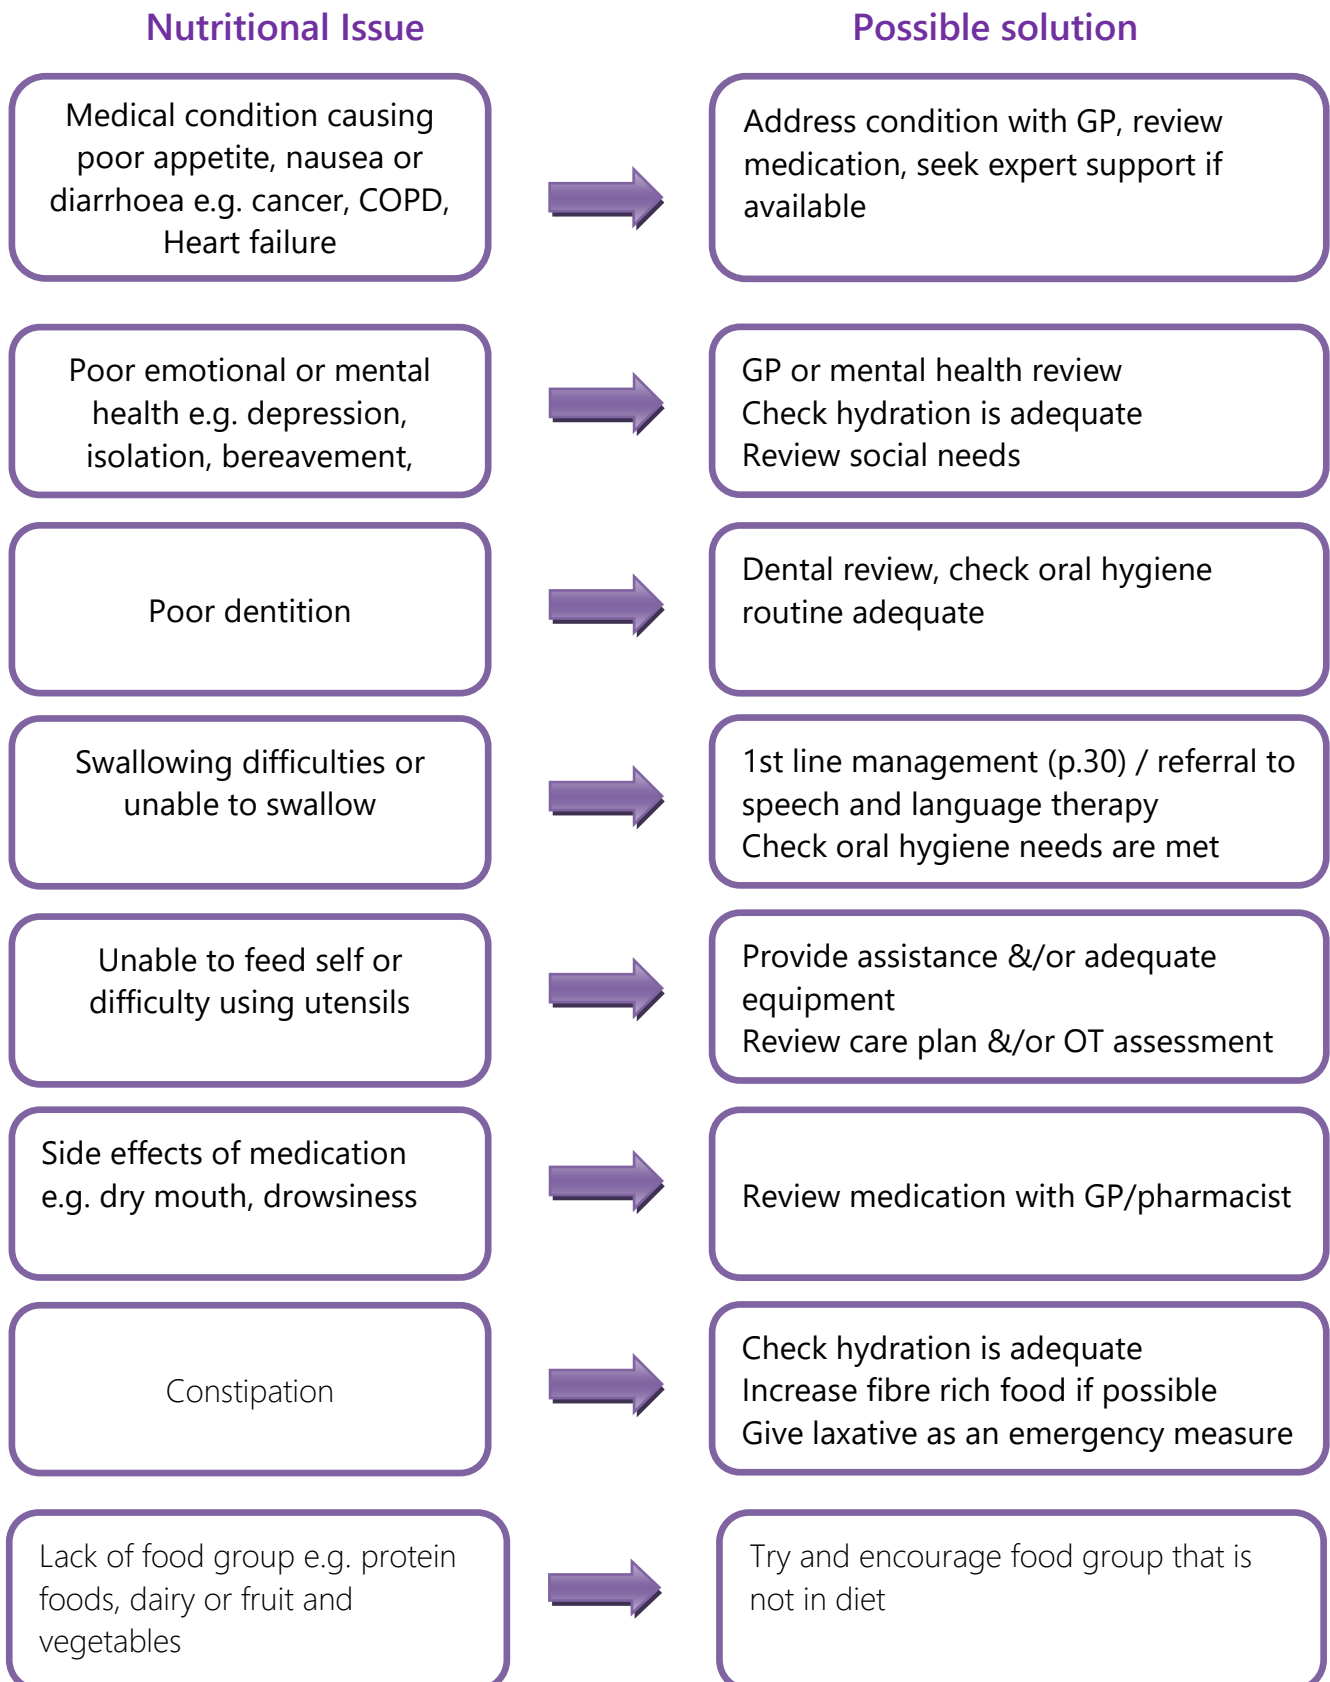 Nutritional Issue
Possible solution
Medical condition causing
poor appetite, nausea or
diarrhoea e.g. cancer, COPD,
Heart failure
Address condition with GP, review
medication, seek expert support if
available
Poor emotional or mental
health e.g. depression,
isolation, bereavement,
GP or mental health review
Check hydration is adequate
Review social needs
Poor dentition
Dental review, check oral hygiene
routine adequate
Swallowing difficulties or
unable to swallow
1st line management (p.30) / referral to
speech and language therapy
Check oral hygiene needs are met
Unable to feed self or
difficulty using utensils
Provide assistance &/or adequate
equipment
Review care plan &/or OT assessment
Side effects of medication
e.g. dry mouth, drowsiness
Review medication with GP/pharmacist
Constipation
Check hydration is adequate
Increase fibre rich food if possible
Give laxative as an emergency measure
Lack of food group e.g. protein
foods, dairy or fruit and
vegetables
Try and encourage food group that is
not in diet